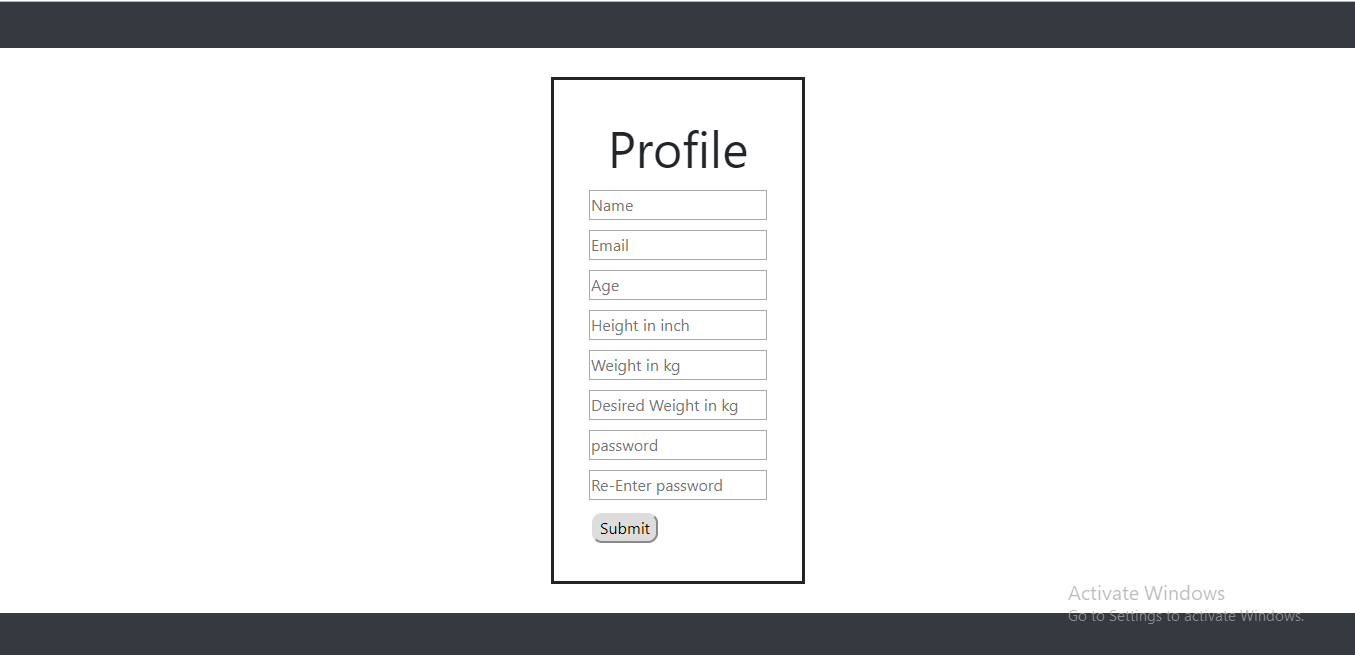 Profile
Name
Email
Age
Height in inch
Weight in kg
Desired Weight in kg
password
Re-Enter password
Submit
Activate Windows
Go to Settings to activate Windows.